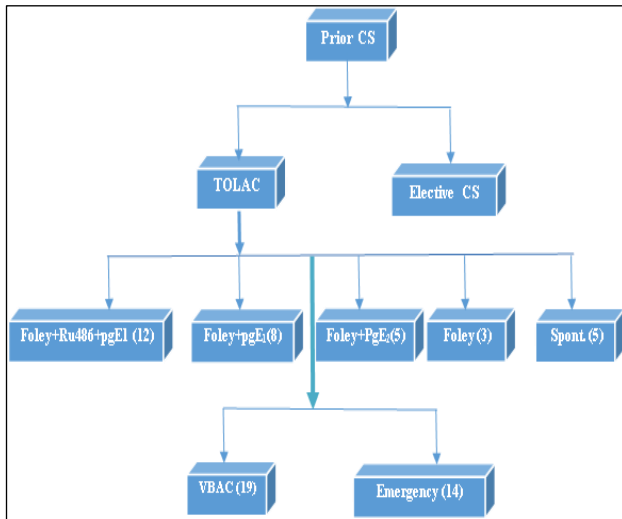 Prior CS
TOLAC
Elective CS
Foley+Ru486+pgE1 (12)
Foley+pgE₁(8)
Foley+PgE₂(5)
Foley (3)
Spont. (5)
VBAC (19)
Emergency (14)